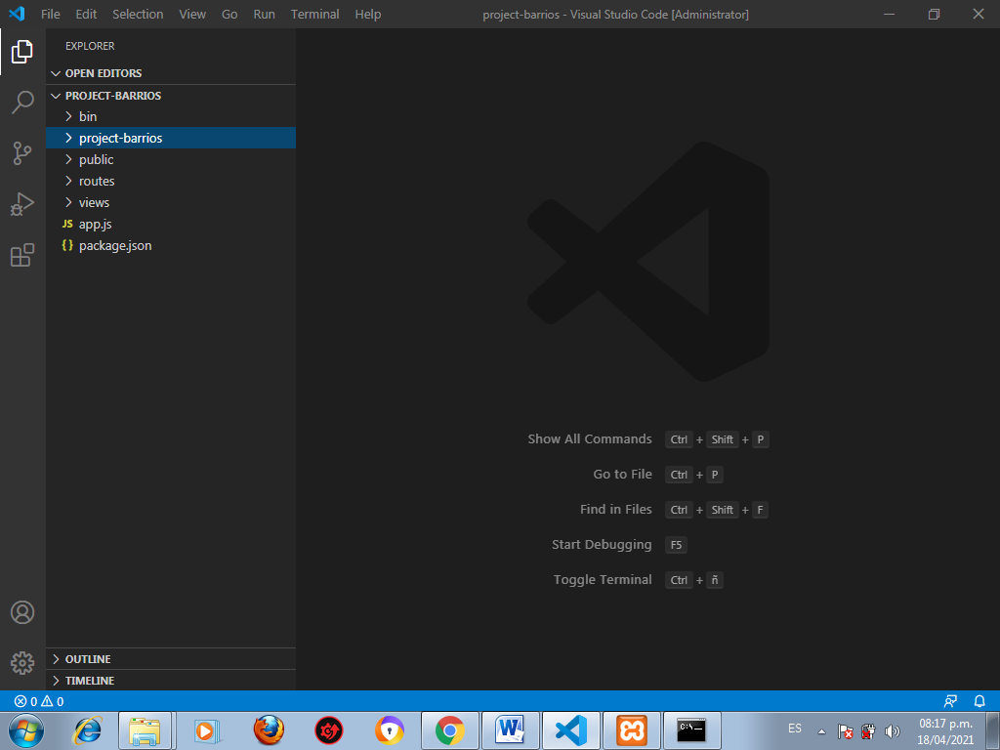 File Edit Selection View Go Run Terminal Help project-barrios - Visual Studio Code [Administrator]
EXPLORER
OPEN EDITORS
PROJECT-BARRIOS
bin
project-barrios
public
routes
views
JS app.js
{} package.json
Show All Commands Ctrl + Shift + P
Go to File Ctrl + P
Find in Files Ctrl + Shift + F
Start Debugging F5
Toggle Terminal Ctrl + ñ
OUTLINE
TIMELINE
0 0
ES
08:17 p.m.
18/04/2021